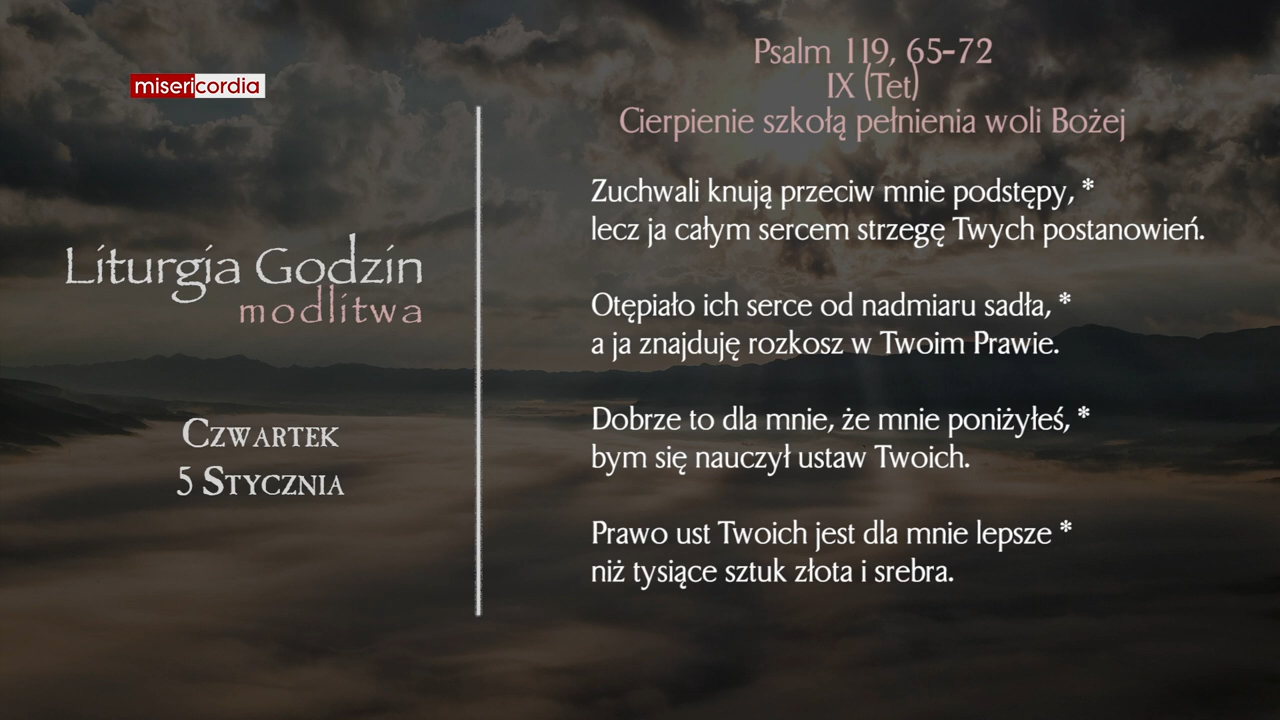 misericordia
Liturgia Godzin
modlitwa
Czwartek
5 Stycznia
Psalm 119, 65-72
IX (Tet)
Cierpienie szkołą pełnienia woli Bożej
Zuchwali knują przeciw mnie podstępy, *
lecz ja całym sercem strzegę Twych postanowień.
Otępiało ich serce od nadmiaru sadła, *
a ja znajduję rozkosz w Twoim Prawie.
Dobrze to dla mnie, że mnie poniżyłeś, *
bym się nauczył ustaw Twoich.
Prawo ust Twoich jest dla mnie lepsze *
niż tysiące sztuk złota i srebra.